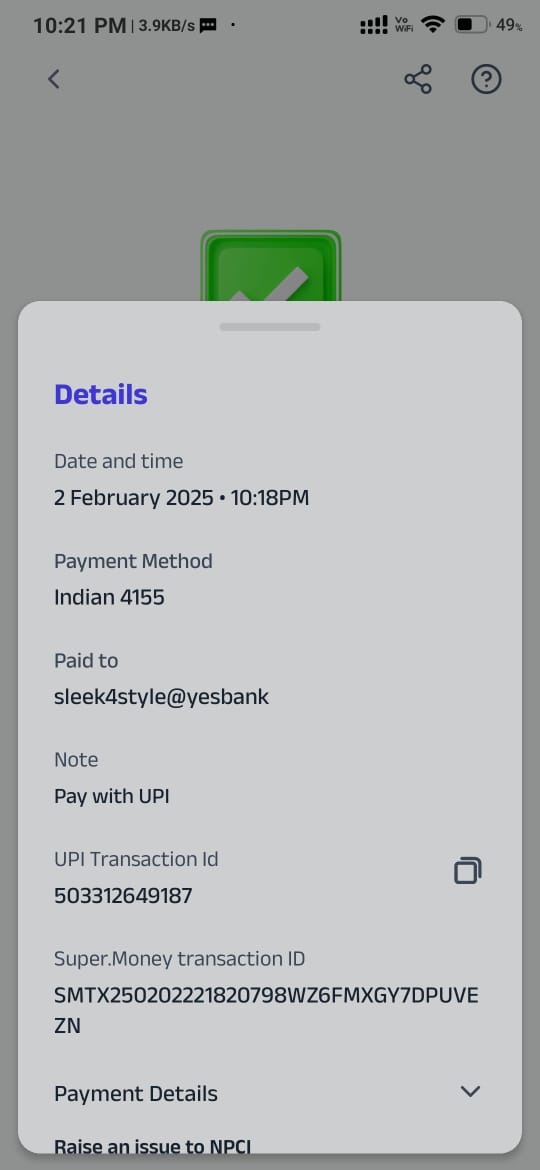 10:21 PM | 3.9KB/s
Vo
WiFi
49%
Details
Date and time
2 February 2025 • 10:18PM
Payment Method
Indian 4155
Paid to
sleek4style@yesbank
Note
Pay with UPI
UPI Transaction Id
503312649187
Super.Money transaction ID
SMTX250202221820798WZ6FMXGY7DPUVE
ZN
Payment Details
Raise an issue to NPCI